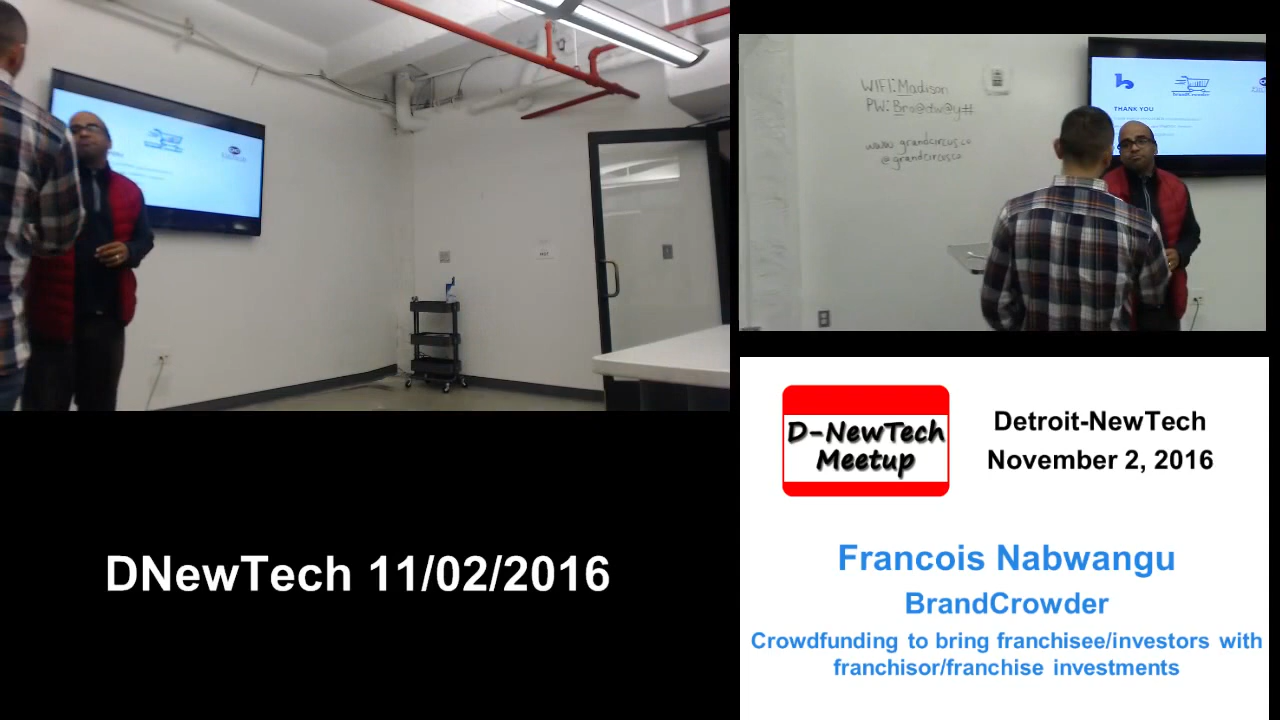 WIFI: Madison
PW: Bro@dw@y#
www.grandcircus.co
@grandcircusco
BrandCrowder
THANK YOU
D-NewTech
Meetup
Detroit-NewTech
November 2, 2016
DNewTech 11/02/2016
Francois Nabwangu
BrandCrowder
Crowdfunding to bring franchisee/investors with
franchisor/franchise investments